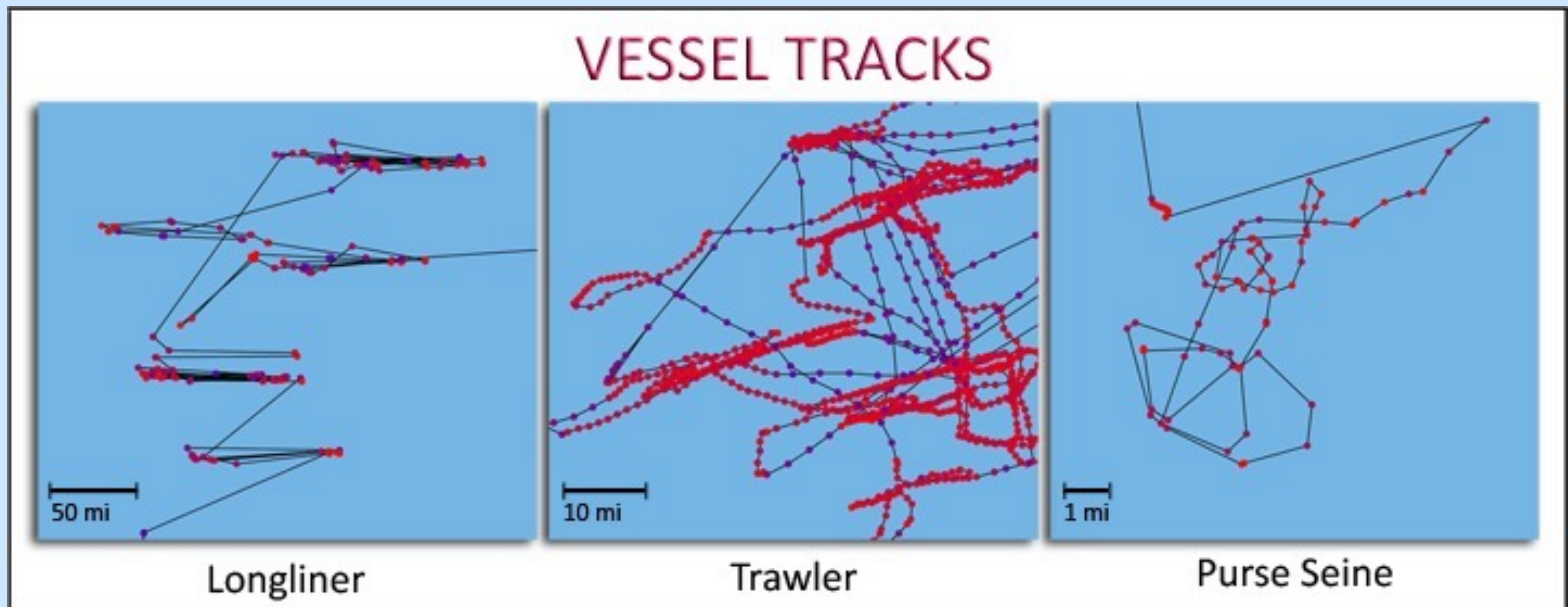 VESSEL TRACKS
50 mi
10 mi
1 mi
Longliner
Trawler
Purse Seine